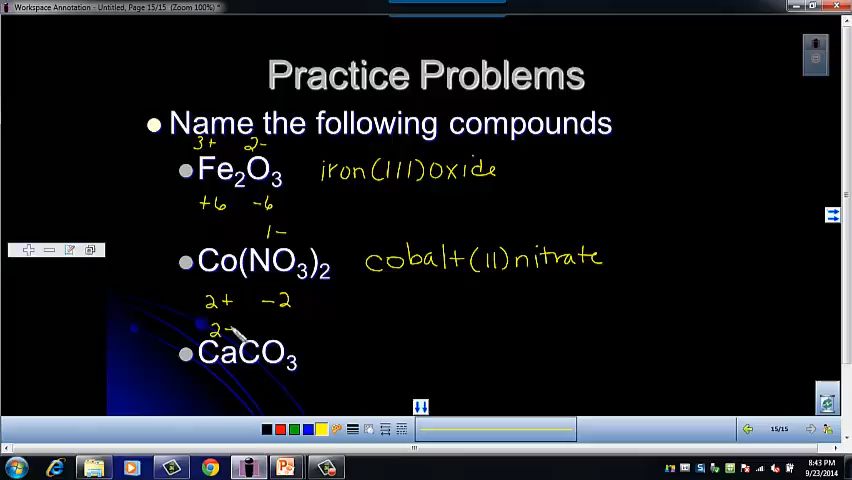 Workspace Annotation - Untitled, Page 15/15 (Zoom 100%) *
Practice Problems
Name the following compounds
3+ 2-
Fe2O3 iron(III)oxide
+6 -6
1-
Co(NO3)2 cobalt(II)nitrate
2+ -2
2-
CaCO3
15/15
8:43 PM
9/23/2014